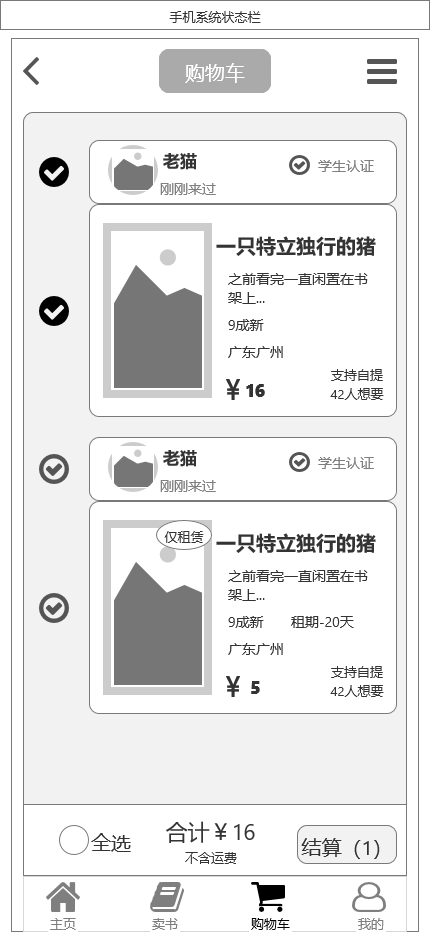 手机系统状态栏
购物车
老猫
学生认证
刚刚来过
一只特立独行的猪
之前看完一直闲置在书
架上...
9成新
广东广州
支持自提
¥ 16
42人想要
老猫
学生认证
刚刚来过
仅租赁
一只特立独行的猪
之前看完一直闲置在书
架上...
9成新 租期-20天
广东广州
支持自提
¥ 5
42人想要
全选
合计￥16
不含运费
结算（1）
主页
卖书
购物车
我的